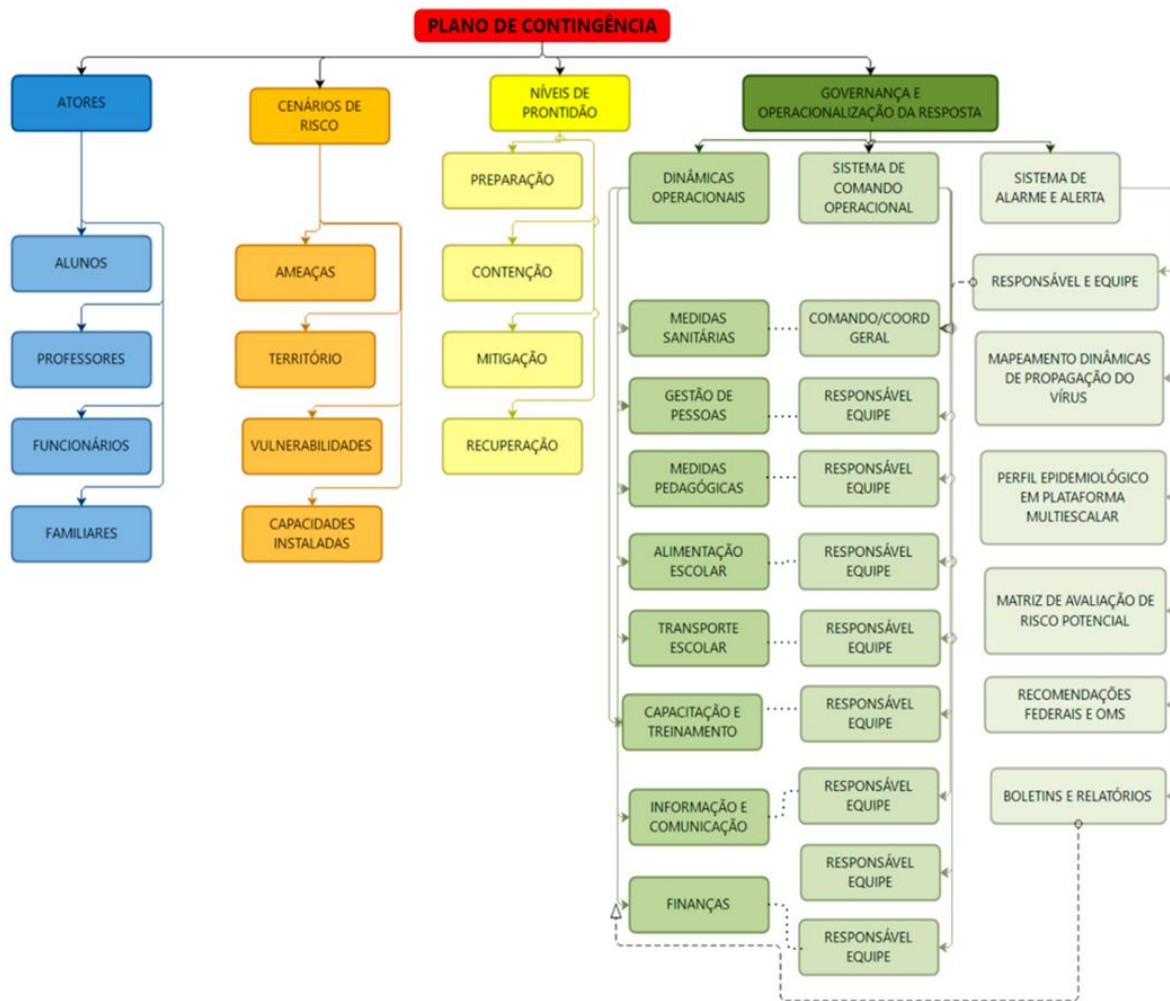 PLANO DE CONTINGÊNCIA
ATORES
ALUNOS
PROFESSORES
FUNCIONÁRIOS
FAMILIARES
CENÁRIOS DE
RISCO
AMEAÇAS
TERRITÓRIO
VULNERABILIDADES
CAPACIDADES
INSTALADAS
NÍVEIS DE
PRONTIDÃO
PREPARAÇÃO
CONTENÇÃO
MITIGAÇÃO
RECUPERAÇÃO
GOVERNANÇA E
OPERACIONALIZAÇÃO DA RESPOSTA
DINÂMICAS
OPERACIONAIS
MEDIDAS
SANITÁRIAS
GESTÃO DE
PESSOAS
MEDIDAS
PEDAGÓGICAS
ALIMENTAÇÃO
ESCOLAR
TRANSPORTE
ESCOLAR
CAPACITAÇÃO E
TREINAMENTO
INFORMAÇÃO E
COMUNICAÇÃO
FINANÇAS
SISTEMA DE
COMANDO
OPERACIONAL
COMANDO/COORD
GERAL
RESPONSÁVEL
EQUIPE
RESPONSÁVEL
EQUIPE
RESPONSÁVEL
EQUIPE
RESPONSÁVEL
EQUIPE
RESPONSÁVEL
EQUIPE
RESPONSÁVEL
EQUIPE
RESPONSÁVEL
EQUIPE
RESPONSÁVEL
EQUIPE
SISTEMA DE
ALARME E ALERTA
RESPONSÁVEL E EQUIPE
MAPEAMENTO DINÂMICAS
DE PROPAGAÇÃO DO
VÍRUS
PERFIL EPIDEMIOLÓGICO
EM PLATAFORMA
MULTIESCALAR
MATRIZ DE AVALIAÇÃO DE
RISCO POTENCIAL
RECOMENDAÇÕES
FEDERAIS E OMS
BOLETINS E RELATÓRIOS